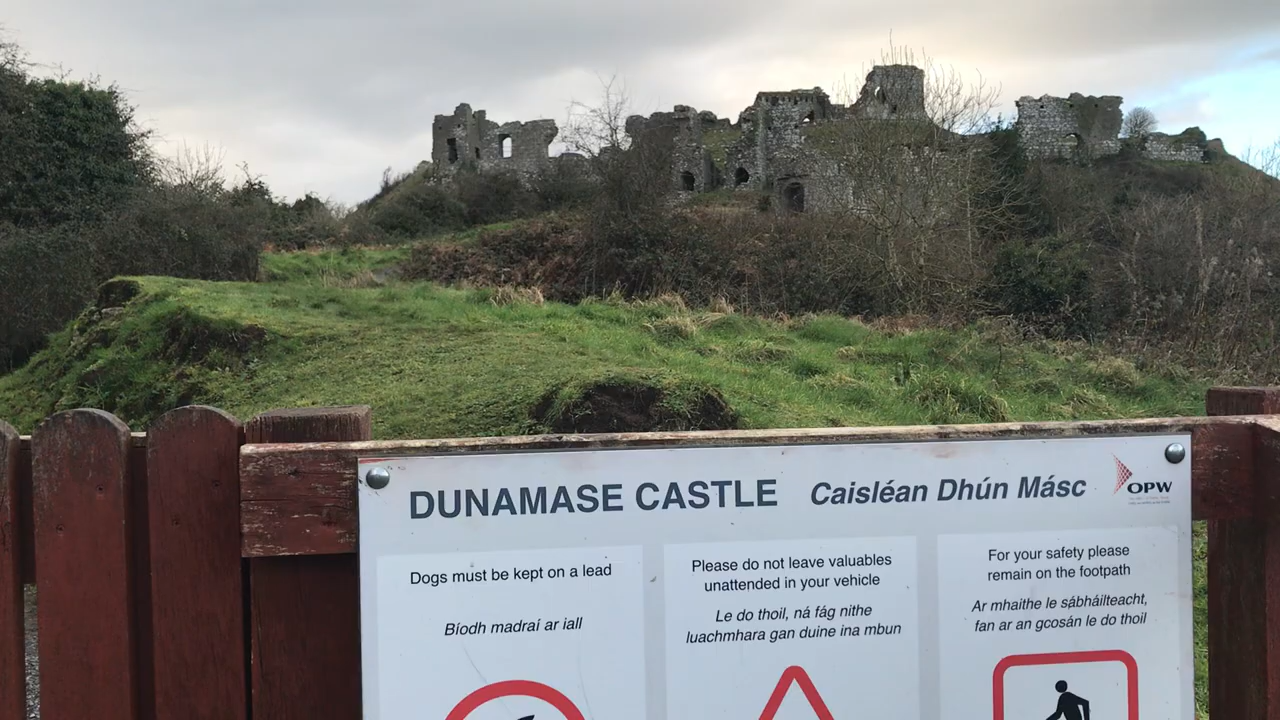 DUNAMASE CASTLE Caisléan Dhún Másc
OPW
Dogs must be kept on a lead
Bíodh madraí ar iall
Please do not leave valuables
unattended in your vehicle
Le do thoil, ná fág nithe
luachmhara gan duine ina mbun
For your safety please
remain on the footpath
Ar mhaithe le sábháilteacht,
fan ar an gcosán le do thoil